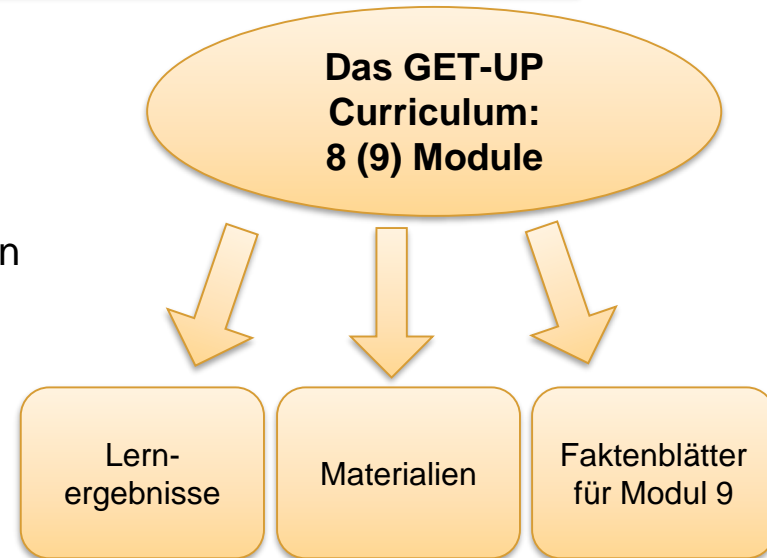 Das GET-UP
Curriculum:
8 (9) Module
n
Lern-
ergebnisse
Materialien
Faktenblätter
für Modul 9